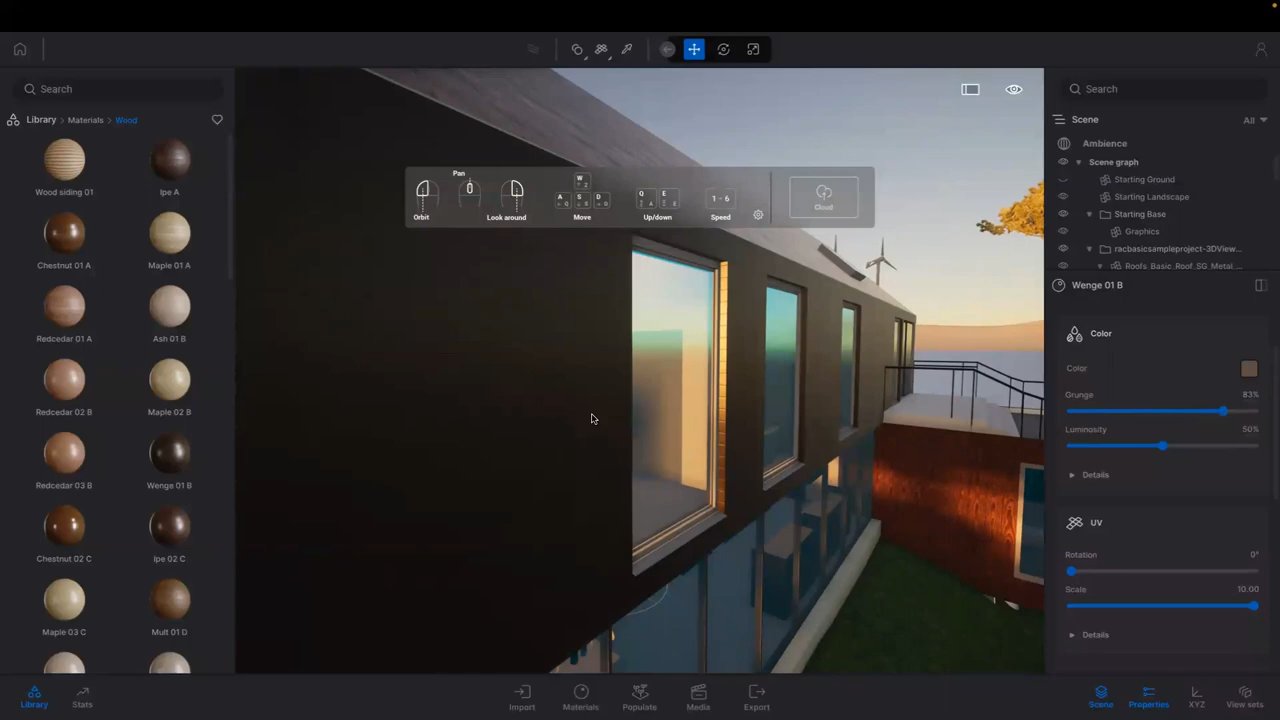 Search
Library > Materials > Wood
Wood siding 01
Ipe A
Chestnut 01 A
Maple 01 A
Redcedar 01 A
Ash 01 B
Redcedar 02 B
Maple 02 B
Redcedar 03 B
Wenge 01 B
Chestnut 02 C
Ipe 02 C
Maple 03 C
Mult 01 D
Pan
Orbit
Look around
Move
Q E
Up/down
1 - 6
Speed
Cloud
Search
Scene
All
Ambience
Scene graph
Starting Ground
Starting Landscape
Starting Base
Graphics
racbasicsampleproject-3DView...
Roofs_Basic_Roof_SG_Metal_...
Wenge 01 B
Color
Color
Grunge 83%
Luminosity 50%
Details
UV
Rotation 0°
Scale 10.00
Details
Library
Stats
Import
Materials
Populate
Media
Export
Scene
Properties
XYZ
View sets